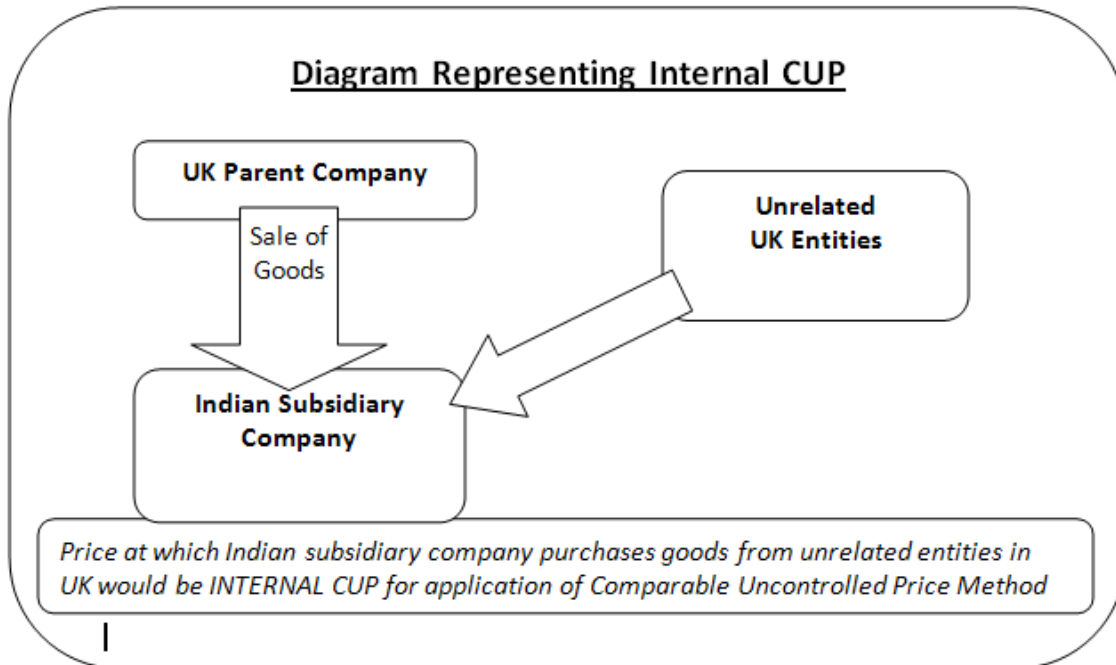 Diagram Representing Internal CUP
UK Parent Company
Sale of
Goods
Unrelated
UK Entities
Indian Subsidiary
Company
Price at which Indian subsidiary company purchases goods from unrelated entities in
UK would be INTERNAL CUP for application of Comparable Uncontrolled Price Method